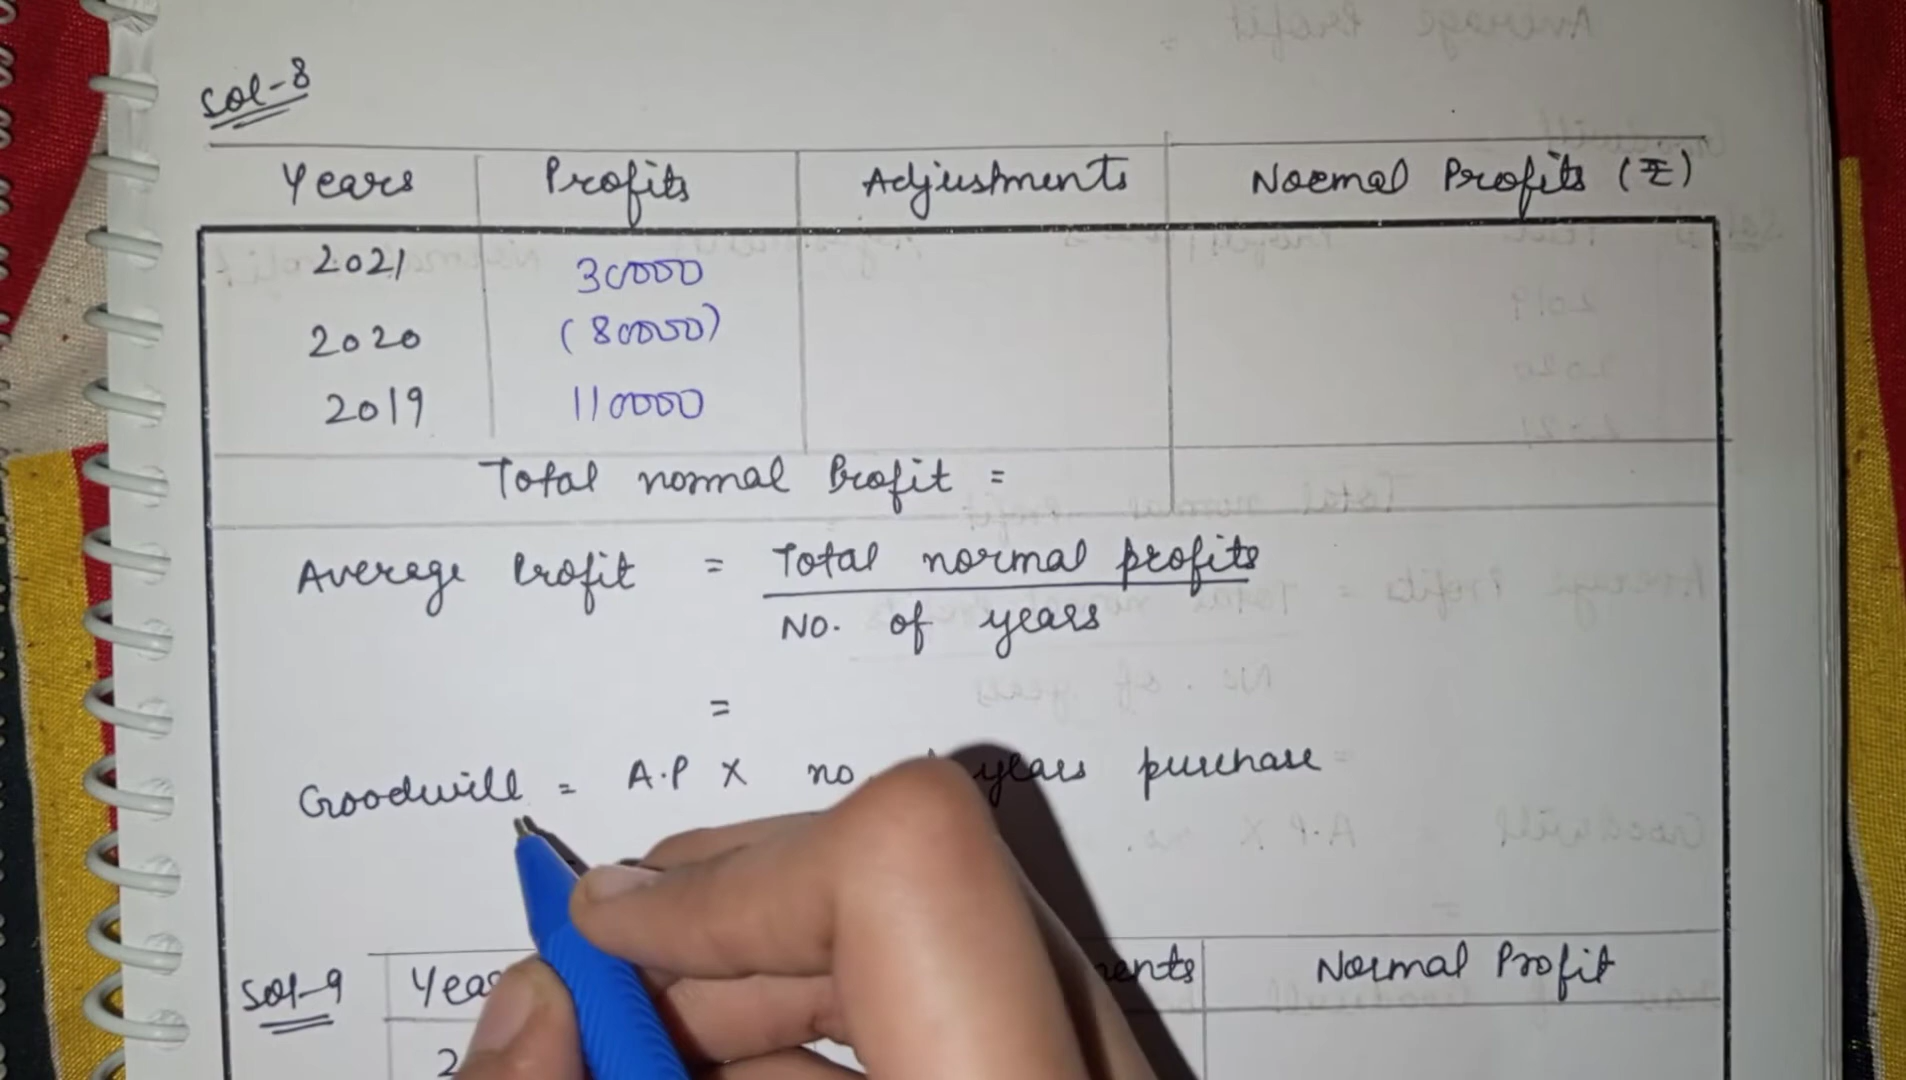 Sol-8
Years Profits Adjustments Normal Profits (₹)
2021 30000
2020 (80000)
2019 110000
Total normal Profit =
Average Profit = Total normal profits
No. of years
=
Goodwill = A.P X no. years purchase
Sol-9 Normal Profit